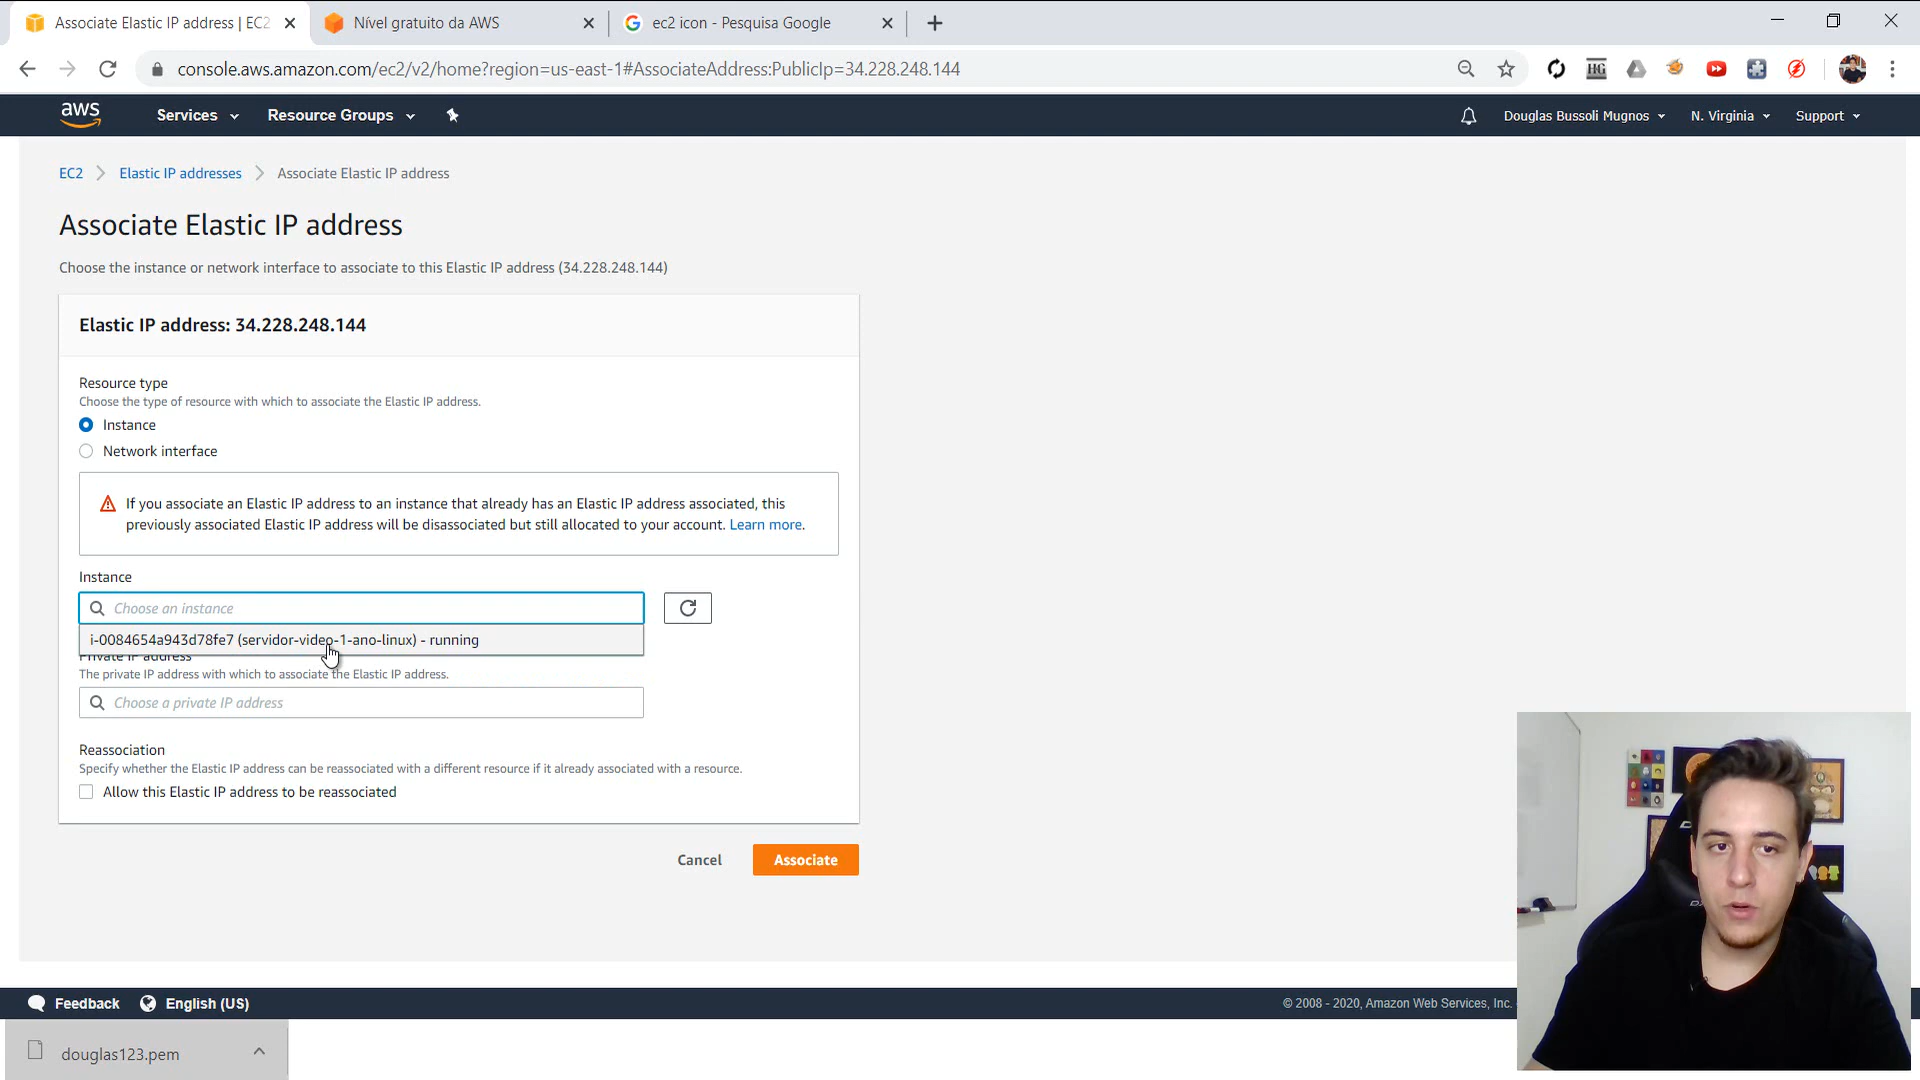 Associate Elastic IP address | EC2
Nível gratuito da AWS
ec2 icon - Pesquisa Google
console.aws.amazon.com/ec2/v2/home?region=us-east-1#AssociateAddress:PublicIp=34.228.248.144
HG
aws
Services
Resource Groups
Douglas Bussoli Mugnos
N. Virginia
Support
EC2
Elastic IP addresses
Associate Elastic IP address
Associate Elastic IP address
Choose the instance or network interface to associate to this Elastic IP address (34.228.248.144)
Elastic IP address: 34.228.248.144
Resource type
Choose the type of resource with which to associate the Elastic IP address.
Instance
Network interface
If you associate an Elastic IP address to an instance that already has an Elastic IP address associated, this
previously associated Elastic IP address will be disassociated but still allocated to your account. Learn more.
Instance
Choose an instance
i-0084654a943d78fe7 (servidor-video-1-ano-linux) - running
Private IP address
The private IP address with which to associate the Elastic IP address.
Choose a private IP address
Reassociation
Specify whether the Elastic IP address can be reassociated with a different resource if it already associated with a resource.
Allow this Elastic IP address to be reassociated
Cancel
Associate
Feedback
English (US)
© 2008 - 2020, Amazon Web Services, Inc.
douglas123.pem